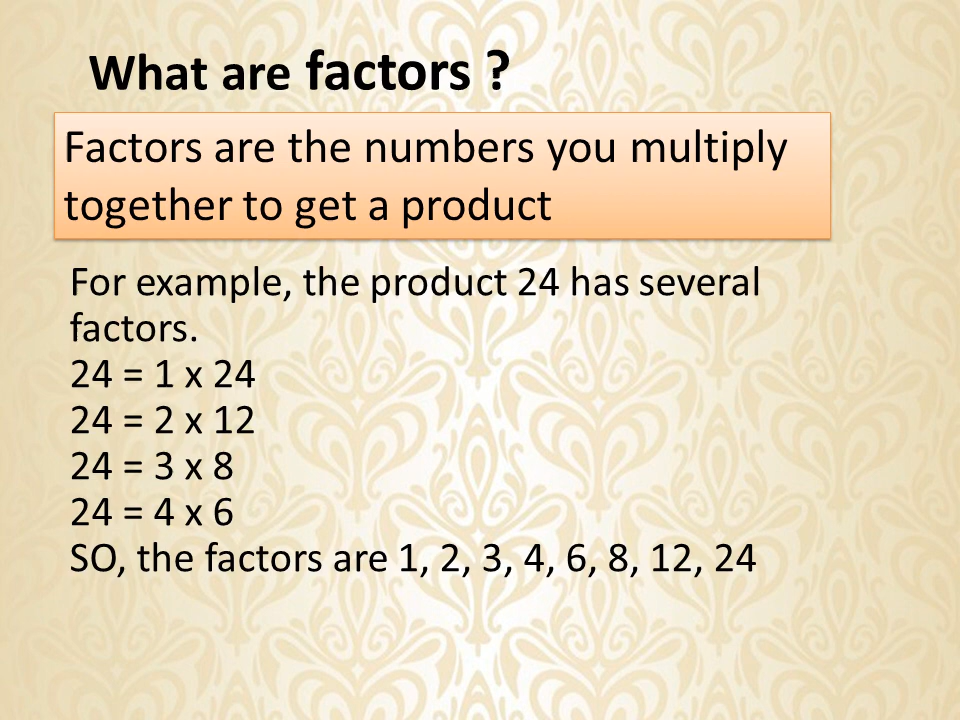 What are factors ?
Factors are the numbers you multiply
together to get a product
For example, the product 24 has several
factors.
24 = 1 x 24
24 = 2 x 12
24 = 3 x 8
24 = 4 x 6
SO, the factors are 1, 2, 3, 4, 6, 8, 12, 24